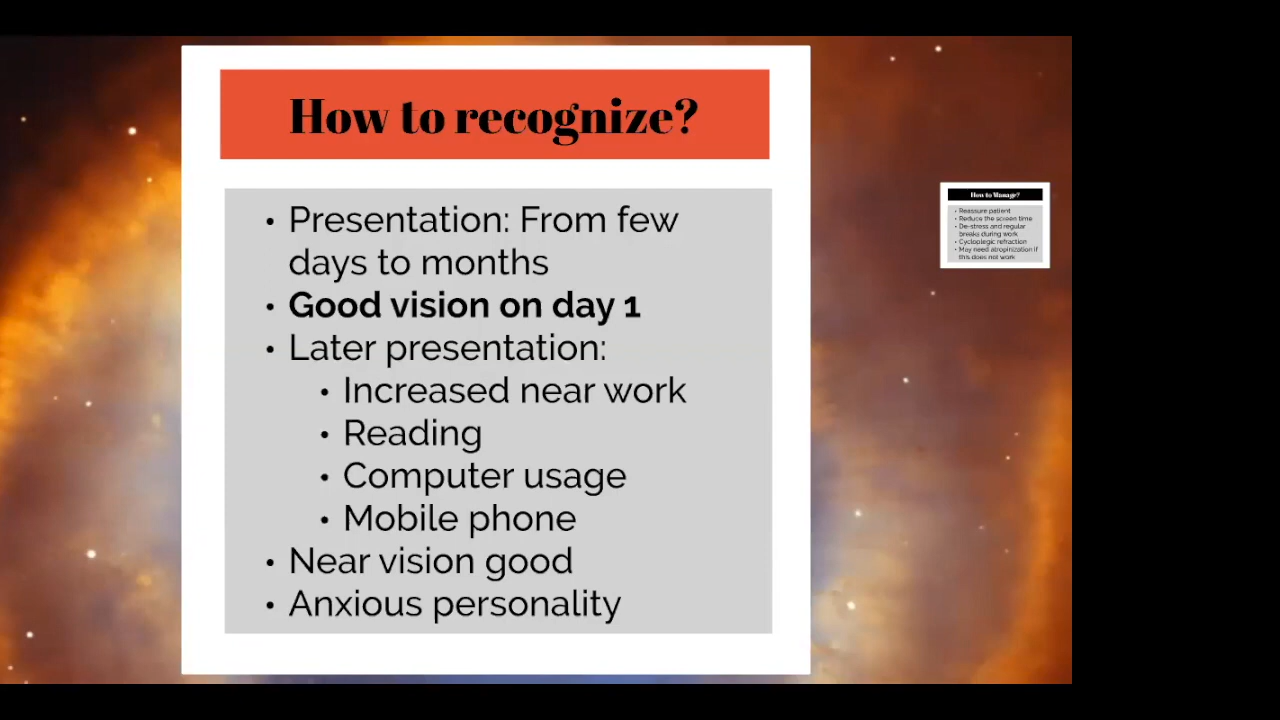 How to recognize?
• Presentation: From few
days to months
• Good vision on day 1
• Later presentation:
• Increased near work
• Reading
• Computer usage
• Mobile phone
• Near vision good
• Anxious personality
How to Manage?
• Reassure patient
• Reduce the screen time
• De-stress and regular
breaks during work
• Cycloplegic refraction
• May need atropinization if
this does not work